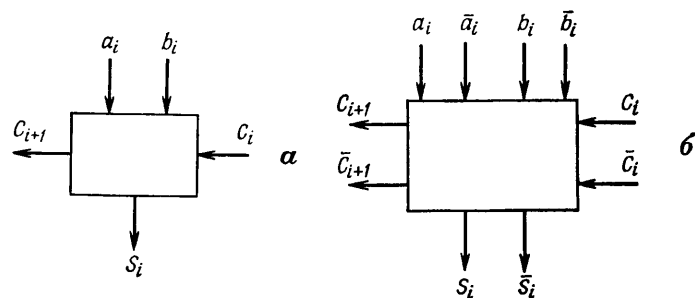 a_i b_i
C_{i+1} C_i
S_i
а
a_i ā_i b_i b̄_i
C_{i+1} C_i
C̄_{i+1} C̄_i
S_i S̄_i
б